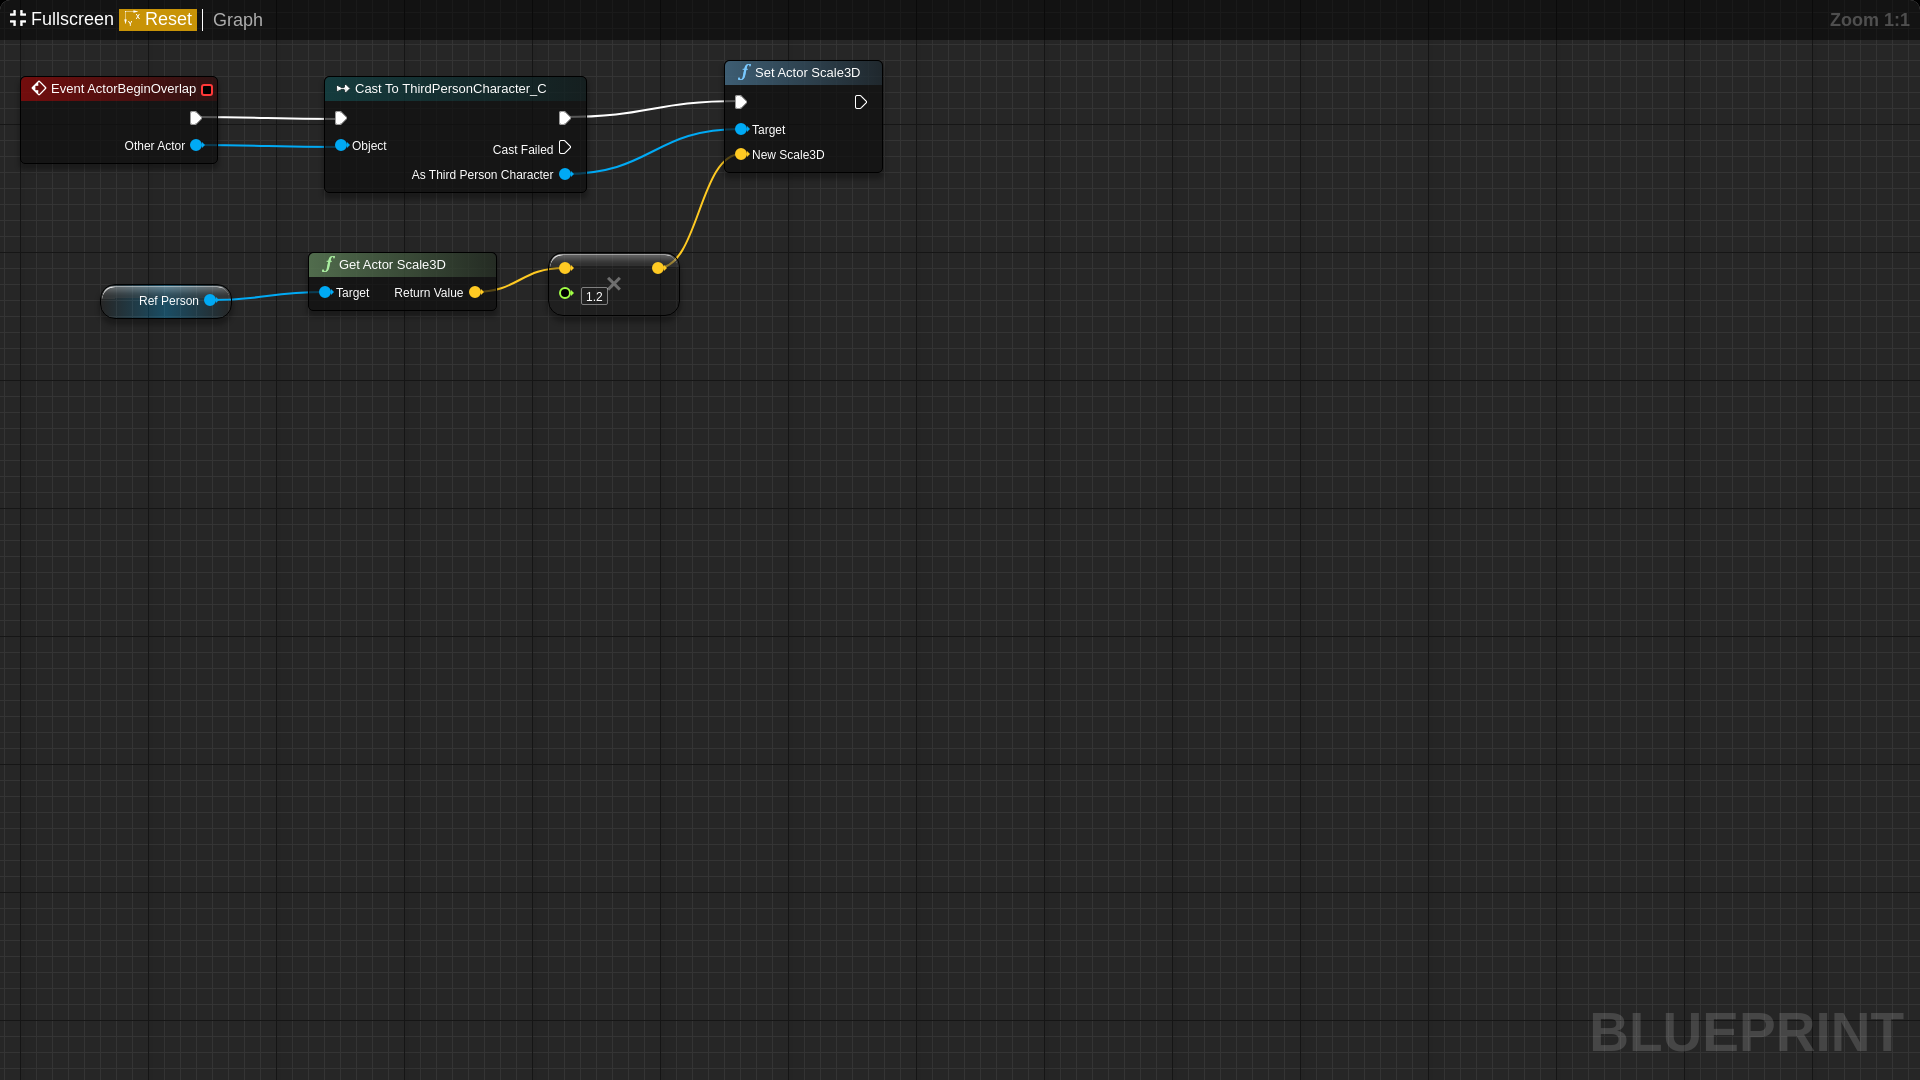 Fullscreen Reset Graph
Zoom 1:1
Event ActorBeginOverlap
Other Actor
Cast To ThirdPersonCharacter_C
Object
Cast Failed
As Third Person Character
Set Actor Scale3D
Target
New Scale3D
Ref Person
Get Actor Scale3D
Target Return Value
1.2
BLUEPRINT